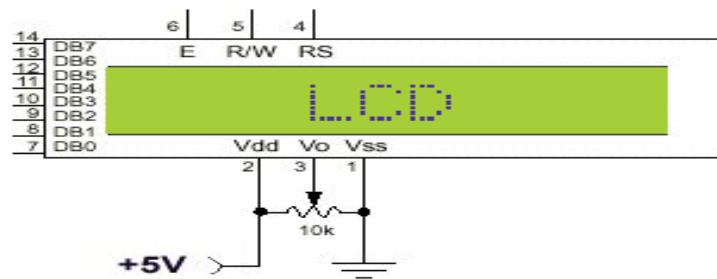 6 5 4
14 DB7 E R/W RS
13 DB6
12 DB5
11 DB4
10 DB3
9 DB2
8 DB1
7 DB0
LCD
Vdd Vo Vss
2 3 1
10k
+5V